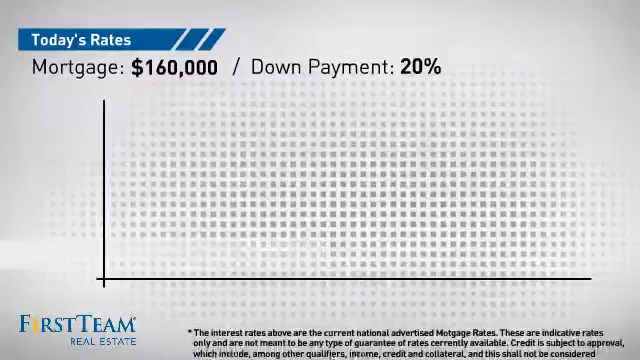 Today's Rates
Mortgage: $160,000 / Down Payment: 20%
FIRSTTEAM®
REAL ESTATE
* The interest rates above are the current national advertised Motgage Rates. These are indicative rates
only and are not meant to be any type of guarantee of rates cerrently available. Credit is subject to approval,
which include, among other qualifiers, income, credit and collateral, and this shall not be considered